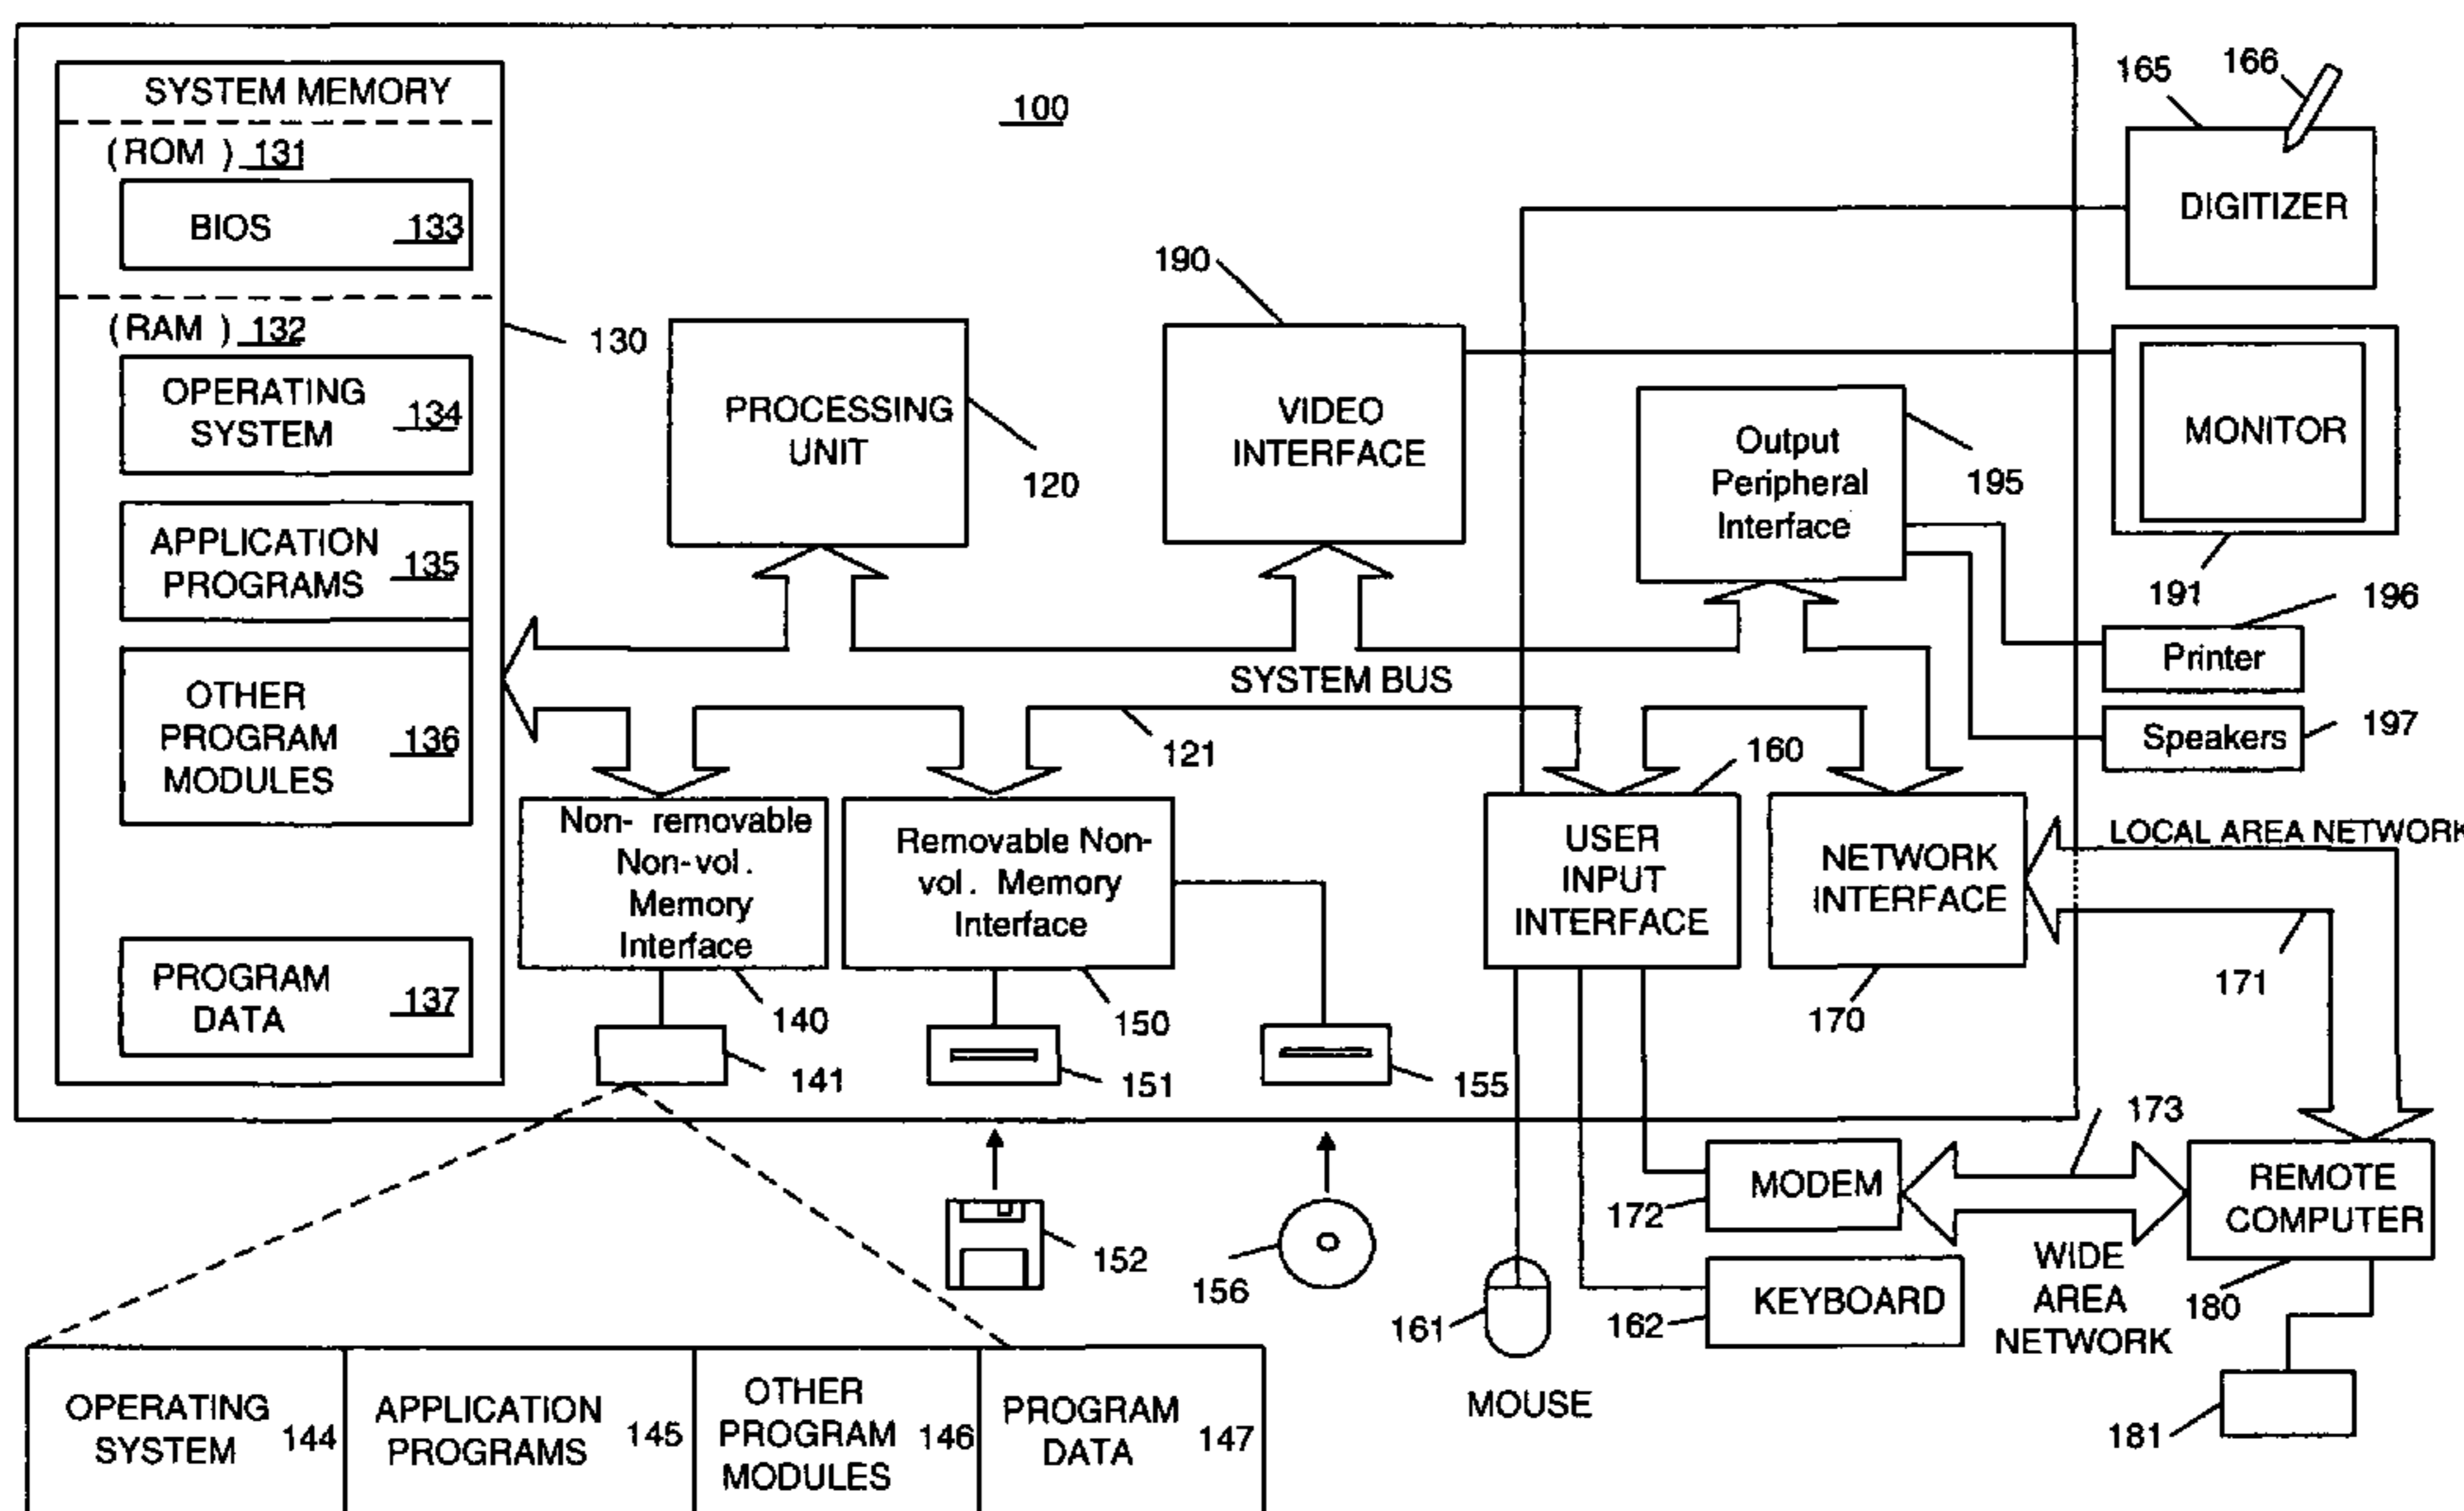 SYSTEM MEMORY
(ROM ) 131
BIOS 133
(RAM ) 132
OPERATING
SYSTEM 134
APPLICATION
PROGRAMS 135
OTHER
PROGRAM
MODULES 136
PROGRAM
DATA 137
130
100
PROCESSING
UNIT
120
190
VIDEO
INTERFACE
Output
Peripheral
Interface
195
165
166
DIGITIZER
MONITOR
191
196
Printer
Speakers
197
SYSTEM BUS
121
Non- removable
Non-vol.
Memory
Interface
140
141
Removable Non-
vol. Memory
Interface
150
151
155
160
USER
INPUT
INTERFACE
NETWORK
INTERFACE
170
LOCAL AREA NETWORK
171
173
152
156
161
MOUSE
MODEM
172
KEYBOARD
162
WIDE
AREA
NETWORK
REMOTE
COMPUTER
180
181
OPERATING
SYSTEM 144
APPLICATION
PROGRAMS 145
OTHER
PROGRAM
MODULES 146
PROGRAM
DATA 147